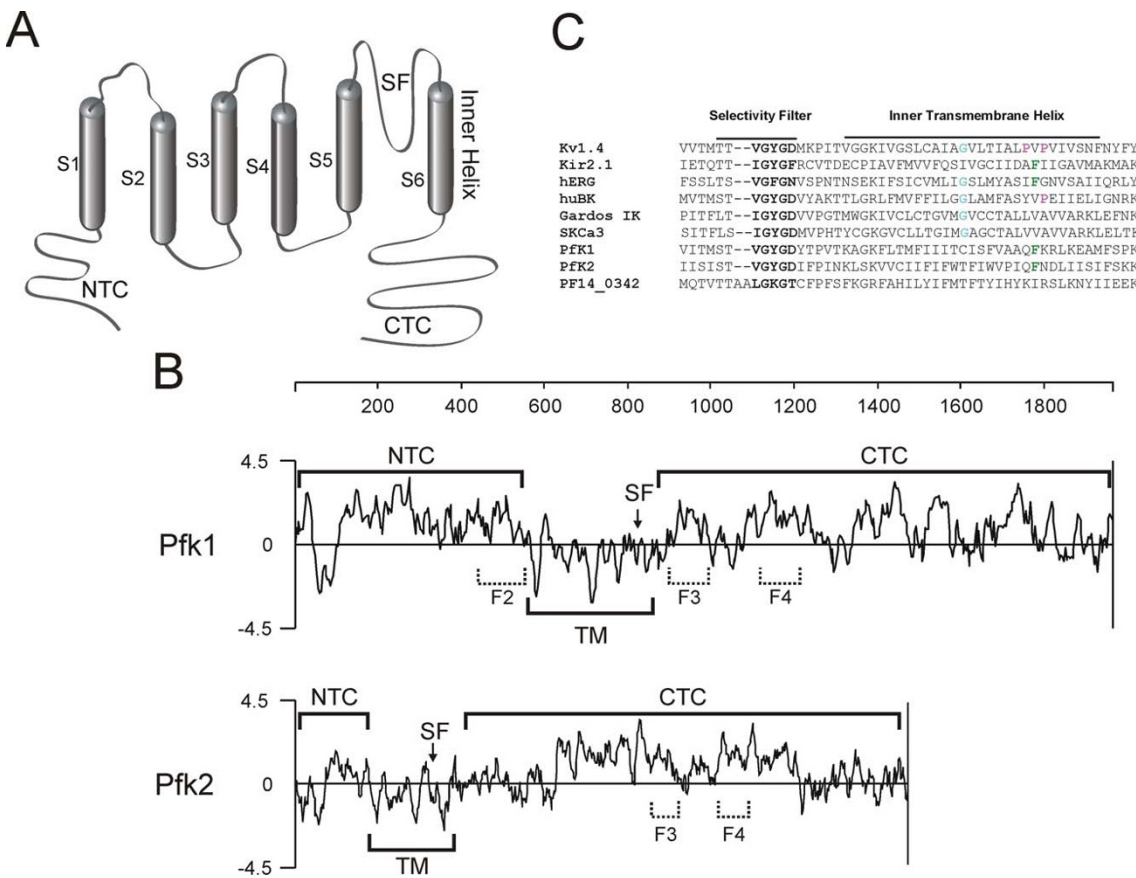 A
S1
S2
S3
S4
S5
SF
S6
Inner Helix
NTC
CTC
C
Selectivity Filter Inner Transmembrane Helix
Kv1.4 VVTMTT--VGYGDMKPITVGGKIVGSLCAIAGVLTIALPVPVIVSNFNYFY
Kir2.1 IETQTT--IGYGFRCVTDECPIAVFMVVFQSIVGCIIDAFIIGAVMAKMAK
hERG FSSLTS--VGFGNVSPNTNSEKIFSICVMLIGSLMYASIFGNVSAIIQRLY
huBK MVTMST--VGYGDVYAKTTLGRLFMVFFILGGLAMFASYVPEIIELIGNRK
Gardos IK PITFLT--IGYGDVVPGTMWGKIVCLCTGVMGVCCTALLVAVVARKLEFNK
SKCa3 SITFLS--IGYGDMVPHTYCGKGVCLLTGIMGAGCTALVVAVVARKLELTK
PfK1 VITMST--VGYGDYTPVTKAGKFLTMFIIITCISFVAAQFKRLKEAMFSPK
PfK2 IISIST--VGYGDIFPINKLSKVVCIIFIFWTFIWVPIQFNDLIISIFSKK
PF14_0342 MQTVTTAALGKGTCFPFSFKGRFAHILYIFMTFTYIHYKIRSLKNYIIEEK
B
200 400 600 800 1000 1200 1400 1600 1800
4.5
NTC
SF
CTC
Pfk1
0
F2
F3
F4
TM
-4.5
4.5
NTC
SF
CTC
Pfk2
0
F3
F4
TM
-4.5